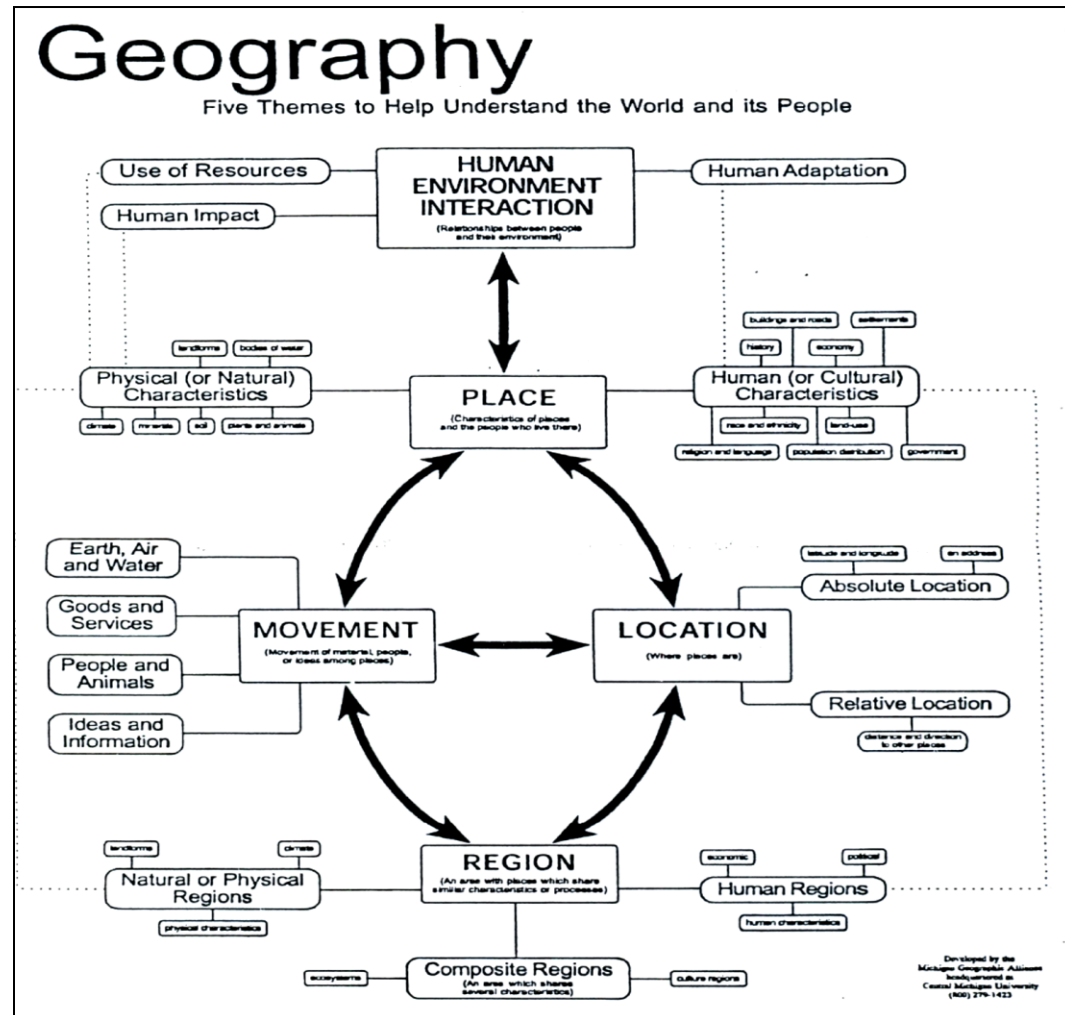 Geography
Five Themes to Help Understand the World and its People
Use of Resources
HUMAN
ENVIRONMENT
INTERACTION
(Relationships between people
and their environment)
Human Adaptation
Human Impact
buildings and roads
settlements
landforms
bodies of water
history
economy
Physical (or Natural)
Characteristics
PLACE
(Characteristics of places
and the people who live there)
Human (or Cultural)
Characteristics
climate
minerals
soil
plants and animals
race and ethnicity
land-use
religion and language
population distribution
government
Earth, Air
and Water
Goods and
Services
People and
Animals
Ideas and
Information
MOVEMENT
(Movement of material, people,
or ideas among places)
LOCATION
(Where places are)
latitude and longitude
an address
Absolute Location
Relative Location
distance and direction
to other places
landforms
climate
Natural or Physical
Regions
physical characteristics
REGION
(An area with places which share
similar characteristics or processes)
economic
political
Human Regions
human characteristics
ecosystems
Composite Regions
(An area which shares
several characteristics)
culture regions
Developed by the
Michigan Geographic Alliance
headquartered at
Central Michigan University
(800) 279-1423